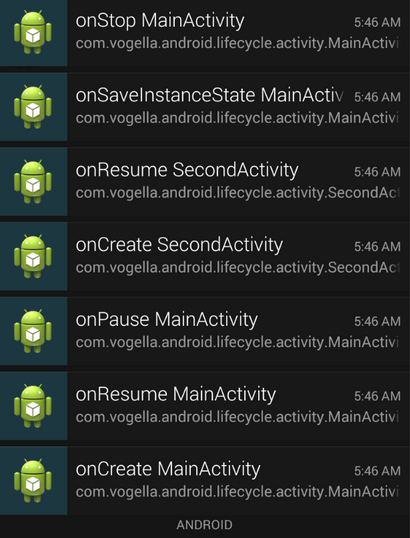 onStop MainActivity 5:46 AM
com.vogella.android.lifecycle.activity.MainActivi
onSaveInstanceState MainActiv 5:46 AM
com.vogella.android.lifecycle.activity.MainActivi
onResume SecondActivity 5:46 AM
com.vogella.android.lifecycle.activity.SecondAct
onCreate SecondActivity 5:46 AM
com.vogella.android.lifecycle.activity.SecondAct
onPause MainActivity 5:46 AM
com.vogella.android.lifecycle.activity.MainActivi
onResume MainActivity 5:46 AM
com.vogella.android.lifecycle.activity.MainActivi
onCreate MainActivity 5:46 AM
com.vogella.android.lifecycle.activity.MainActivi
ANDROID